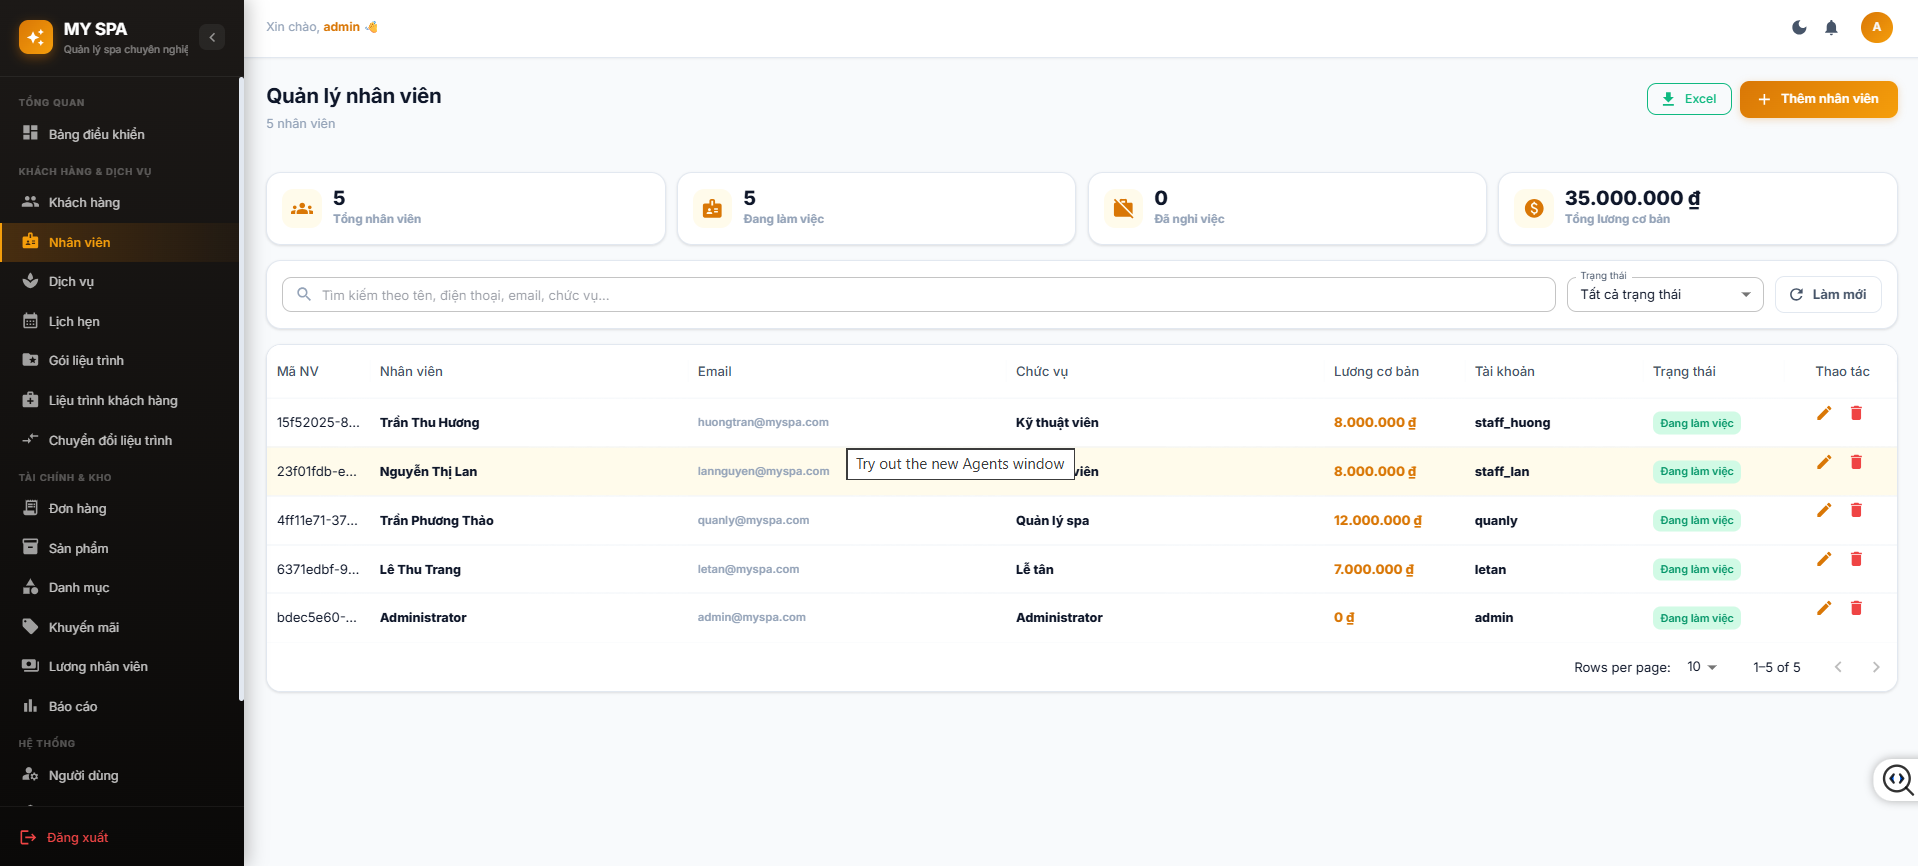 MY SPA
Quản lý spa chuyên nghiệ
Xin chào, admin 👋
A
TỔNG QUAN
Bảng điều khiển
KHÁCH HÀNG & DỊCH VỤ
Khách hàng
Nhân viên
Dịch vụ
Lịch hẹn
Gói liệu trình
Liệu trình khách hàng
Chuyển đổi liệu trình
TÀI CHÍNH & KHO
Đơn hàng
Sản phẩm
Danh mục
Khuyến mãi
Lương nhân viên
Báo cáo
HỆ THỐNG
Người dùng
Đăng xuất
Quản lý nhân viên
5 nhân viên
Excel
Thêm nhân viên
5
Tổng nhân viên
5
Đang làm việc
0
Đã nghỉ việc
35.000.000 ₫
Tổng lương cơ bản
Tìm kiếm theo tên, điện thoại, email, chức vụ...
Trạng thái
Tất cả trạng thái
Làm mới
Mã NV Nhân viên Email Chức vụ Lương cơ bản Tài khoản Trạng thái Thao tác
15f52025-8... Trần Thu Hương huongtran@myspa.com Kỹ thuật viên 8.000.000 ₫ staff_huong Đang làm việc
23f01fdb-e... Nguyễn Thị Lan lannguyen@myspa.com viên 8.000.000 ₫ staff_lan Đang làm việc
Try out the new Agents window
4ff11e71-37... Trần Phương Thảo quanly@myspa.com Quản lý spa 12.000.000 ₫ quanly Đang làm việc
6371edbf-9... Lê Thu Trang letan@myspa.com Lễ tân 7.000.000 ₫ letan Đang làm việc
bdec5e60-... Administrator admin@myspa.com Administrator 0 ₫ admin Đang làm việc
Rows per page: 10 1–5 of 5